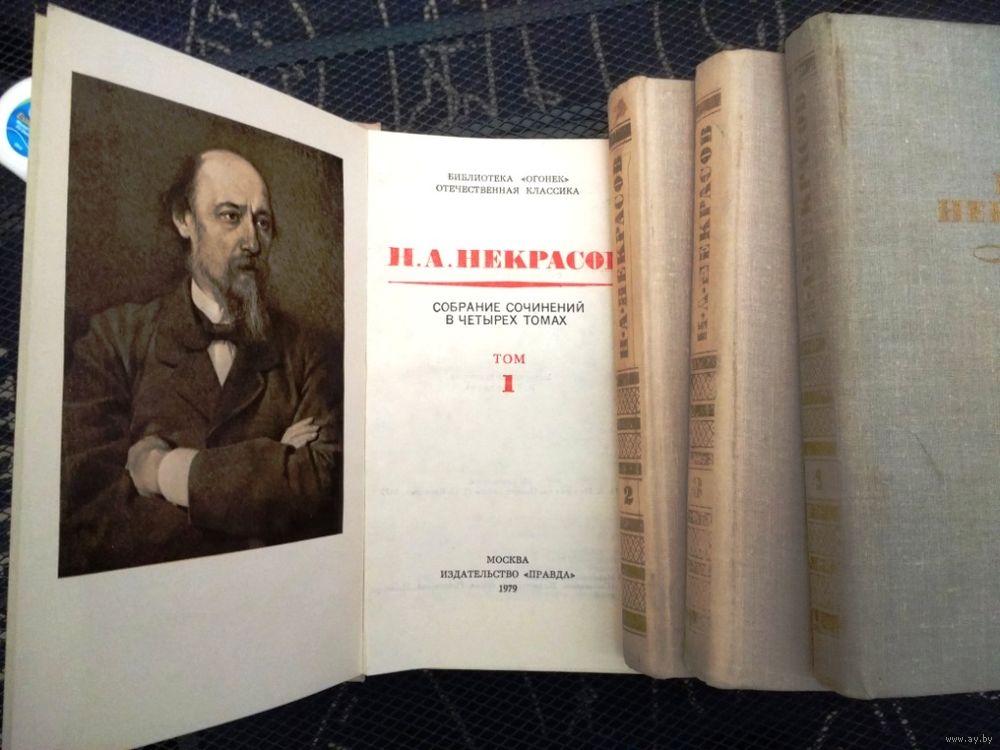 БИБЛИОТЕКА «ОГОНЕК»
ОТЕЧЕСТВЕННАЯ КЛАССИКА
Н.А.НЕКРАСОВ
СОБРАНИЕ СОЧИНЕНИЙ
В ЧЕТЫРЕХ ТОМАХ
ТОМ
1
МОСКВА
ИЗДАТЕЛЬСТВО «ПРАВДА»
1979
Н·А·НЕКРАСОВ
2
Н·А·НЕКРАСОВ
3
4
www.ay.by